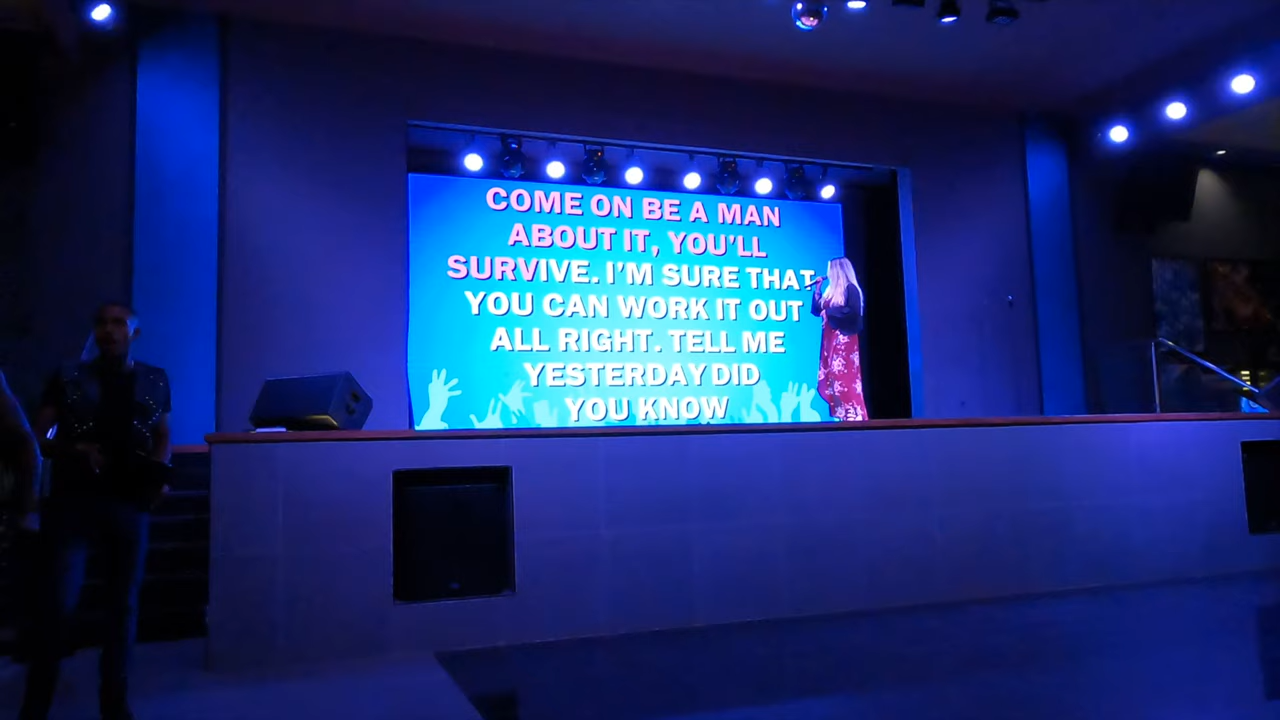 COME ON BE A MAN
ABOUT IT, YOU'LL
SURVIVE. I'M SURE THAT
YOU CAN WORK IT OUT
ALL RIGHT. TELL ME
YESTERDAY DID
YOU KNOW